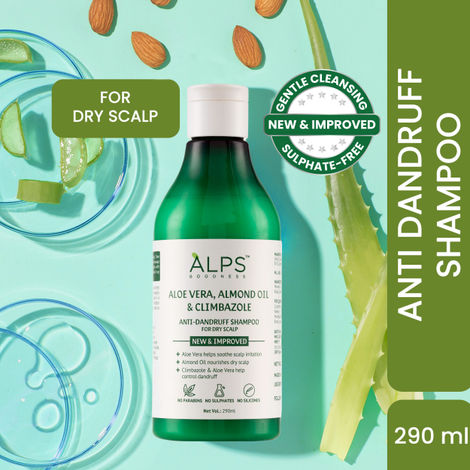 FOR
DRY SCALP
GENTLE CLEANSING
NEW & IMPROVED
SULPHATE-FREE
ANTI DANDRUFF
SHAMPOO
ALPS™
GOODNESS
ALOE VERA, ALMOND OIL
& CLIMBAZOLE
ANTI-DANDRUFF SHAMPOO
FOR DRY SCALP
NEW & IMPROVED
Aloe Vera helps soothe scalp irritation
Almond Oil nourishes dry scalp
Climbazole & Aloe Vera help
control dandruff
NO PARABENS NO SULPHATES NO SILICONES
Net Vol.: 290mL
290 ml